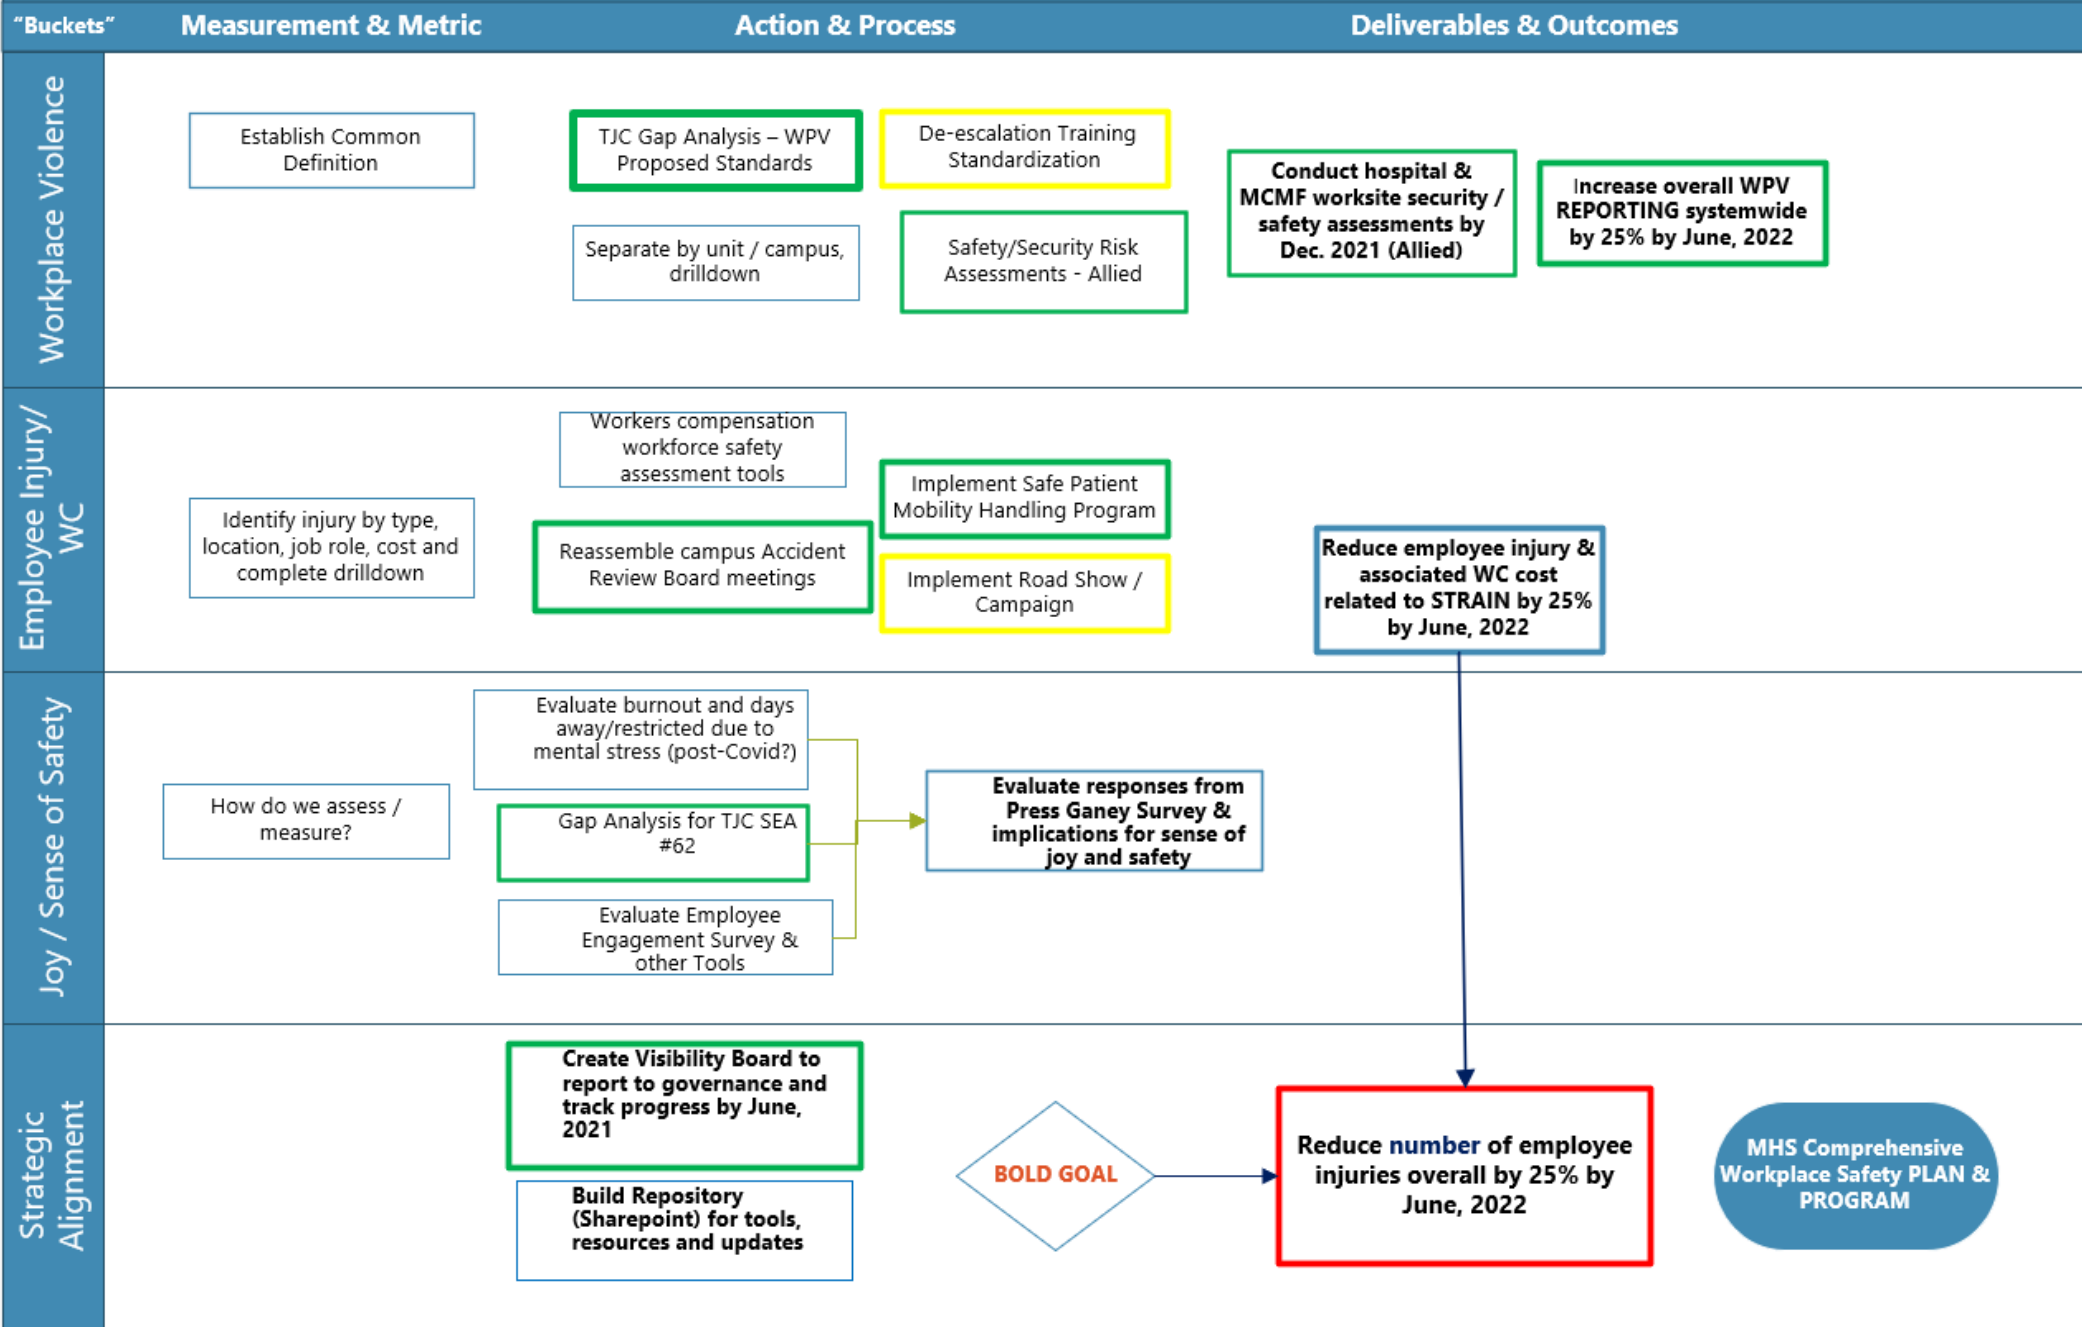 “Buckets”
Measurement & Metric
Action & Process
Deliverables & Outcomes
Workplace Violence
Establish Common
Definition
TJC Gap Analysis – WPV
Proposed Standards
De-escalation Training
Standardization
Separate by unit / campus,
drilldown
Safety/Security Risk
Assessments - Allied
Conduct hospital &
MCMF worksite security /
safety assessments by
Dec. 2021 (Allied)
Increase overall WPV
REPORTING systemwide
by 25% by June, 2022
Employee Injury/
WC
Identify injury by type,
location, job role, cost and
complete drilldown
Workers compensation
workforce safety
assessment tools
Reassemble campus Accident
Review Board meetings
Implement Safe Patient
Mobility Handling Program
Implement Road Show /
Campaign
Reduce employee injury &
associated WC cost
related to STRAIN by 25%
by June, 2022
Joy / Sense of Safety
How do we assess /
measure?
Evaluate burnout and days
away/restricted due to
mental stress (post-Covid?)
Gap Analysis for TJC SEA
#62
Evaluate Employee
Engagement Survey &
other Tools
Evaluate responses from
Press Ganey Survey &
implications for sense of
joy and safety
Strategic
Alignment
Create Visibility Board to
report to governance and
track progress by June,
2021
Build Repository
(Sharepoint) for tools,
resources and updates
BOLD GOAL
Reduce number of employee
injuries overall by 25% by
June, 2022
MHS Comprehensive
Workplace Safety PLAN &
PROGRAM